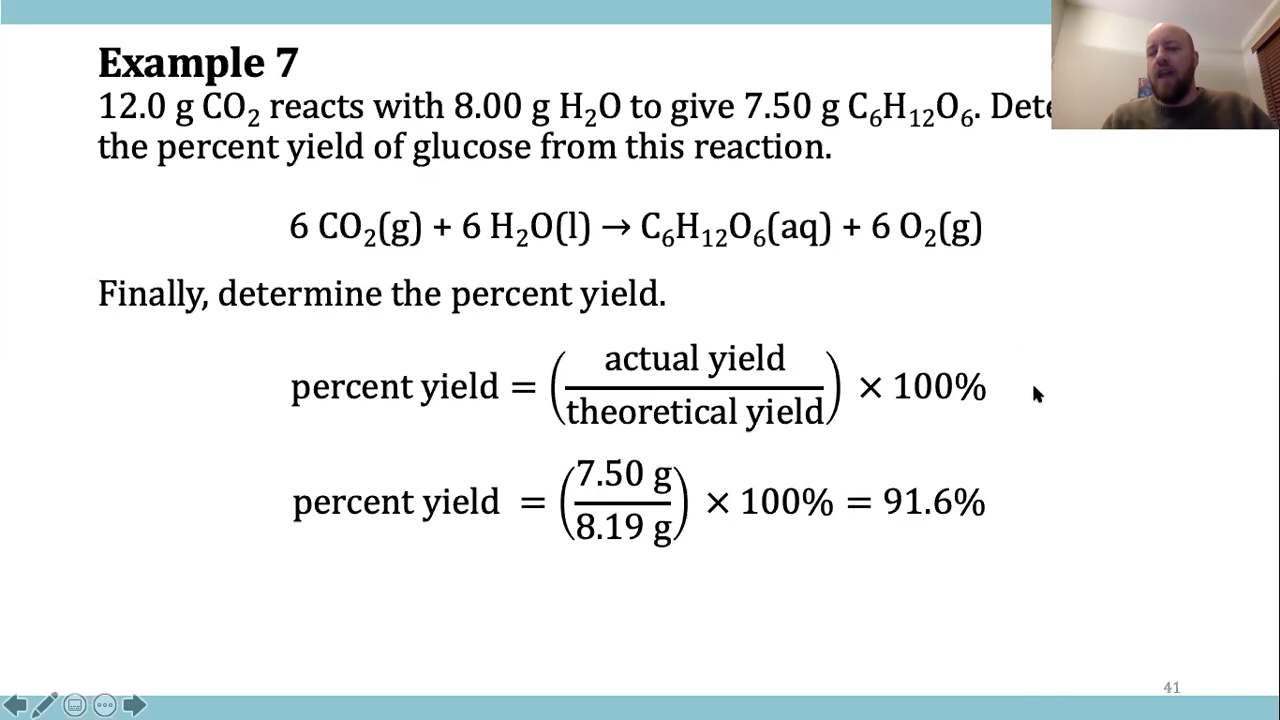 Example 7
12.0 g CO₂ reacts with 8.00 g H₂O to give 7.50 g C₆H₁₂O₆.
the percent yield of glucose from this reaction.
6 CO₂(g) + 6 H₂O(l) → C₆H₁₂O₆(aq) + 6 O₂(g)
Finally, determine the percent yield.
percent yield = (actual yield / theoretical yield) × 100%
percent yield = (7.50 g / 8.19 g) × 100% = 91.6%
41